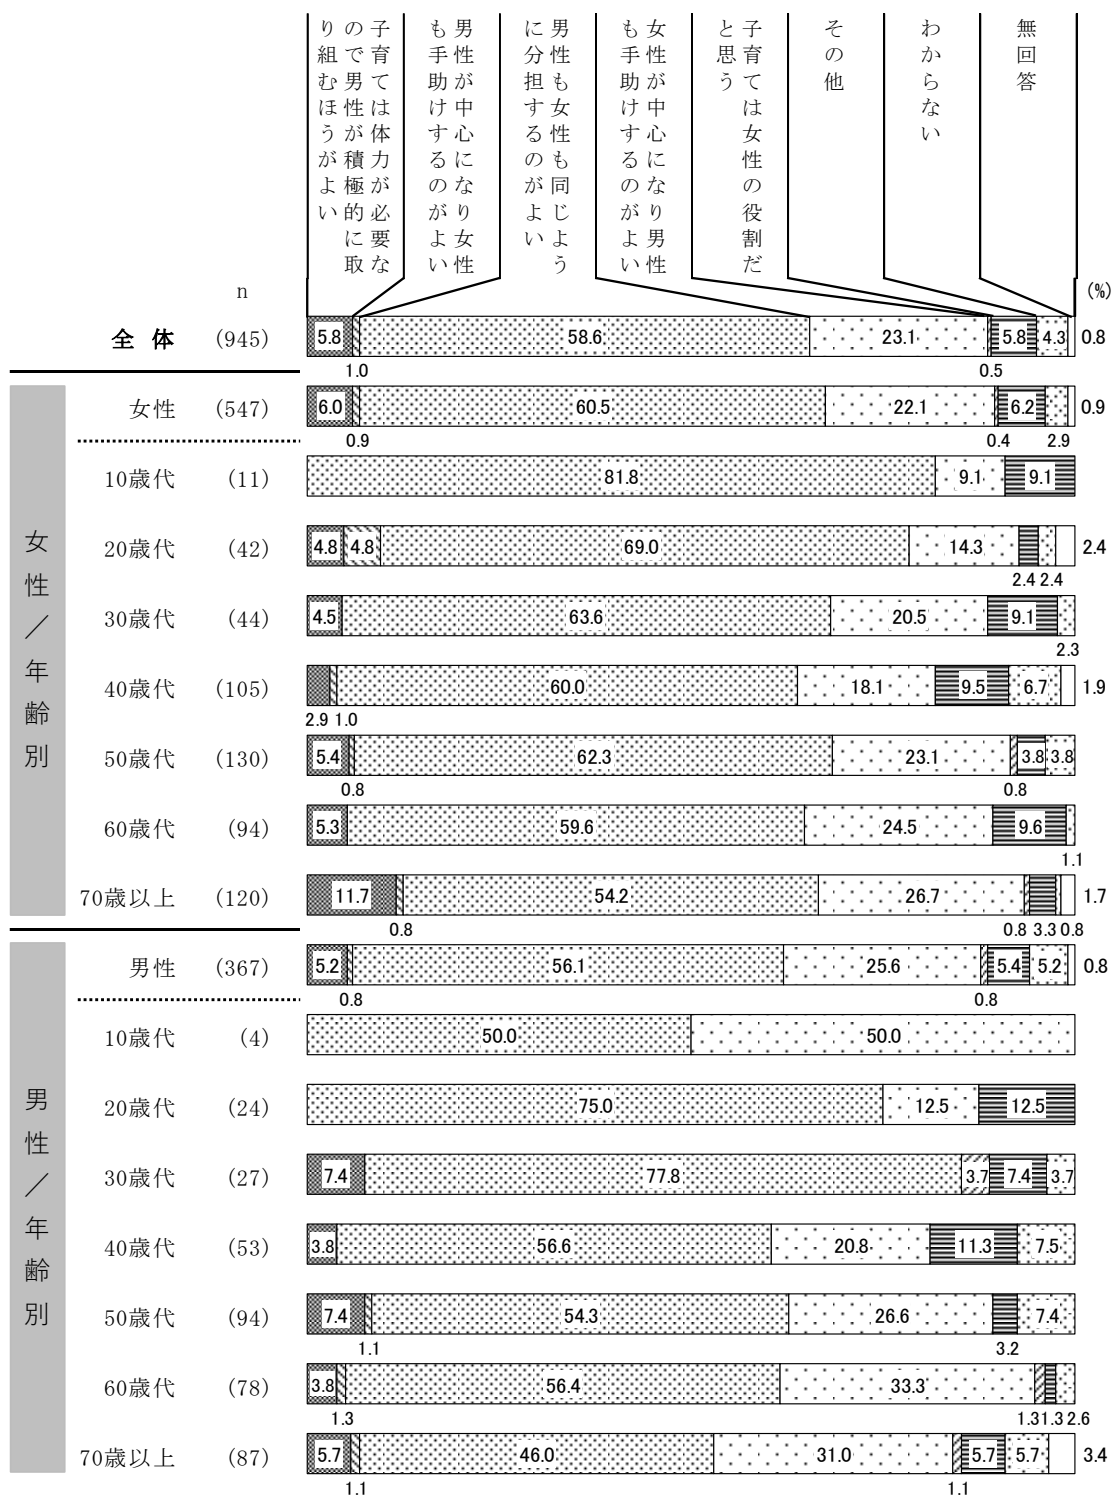 子育ては体力が必要な
ので男性が積極的に取
り組むほうがよい
男性が中心になり女性
も手助けするのがよい
男性も女性も同じよう
に分担するのがよい
女性が中心になり男性
も手助けするのがよい
子育ては女性の役割だ
と思う
その他
わからない
無回答
n (%)
全 体 (945) 5.8 58.6 23.1 5.8 4.3 0.8
1.0 0.5
女性/年齢別
女性 (547) 6.0 60.5 22.1 6.2 0.9
0.9 0.4 2.9
10歳代 (11) 81.8 9.1 9.1
20歳代 (42) 4.8 4.8 69.0 14.3 2.4
2.4 2.4
30歳代 (44) 4.5 63.6 20.5 9.1
2.3
40歳代 (105) 60.0 18.1 9.5 6.7 1.9
2.9 1.0
50歳代 (130) 5.4 62.3 23.1 3.8 3.8
0.8 0.8
60歳代 (94) 5.3 59.6 24.5 9.6
1.1
70歳以上 (120) 11.7 54.2 26.7 1.7
0.8 0.8 3.3 0.8
男性/年齢別
男性 (367) 5.2 56.1 25.6 5.4 5.2 0.8
0.8 0.8
10歳代 (4) 50.0 50.0
20歳代 (24) 75.0 12.5 12.5
30歳代 (27) 7.4 77.8 3.7 7.4 3.7
40歳代 (53) 3.8 56.6 20.8 11.3 7.5
50歳代 (94) 7.4 54.3 26.6 7.4
1.1 3.2
60歳代 (78) 3.8 56.4 33.3
1.3 1.3 1.3 2.6
70歳以上 (87) 5.7 46.0 31.0 5.7 5.7 3.4
1.1 1.1